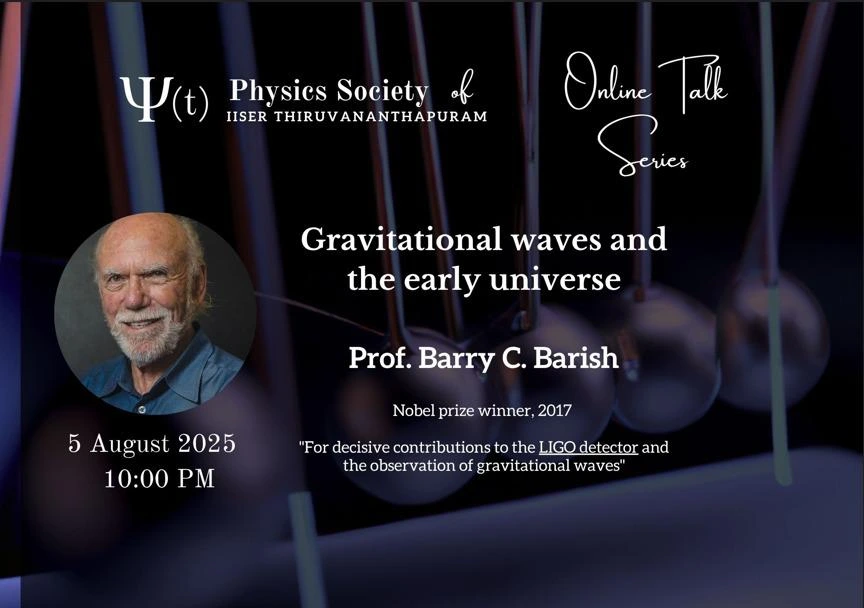 Ψ(t) Physics Society of
IISER THIRUVANANTHAPURAM
Online Talk
Series
Gravitational waves and
the early universe
Prof. Barry C. Barish
Nobel prize winner, 2017
"For decisive contributions to the LIGO detector and
the observation of gravitational waves"
5 August 2025
10:00 PM